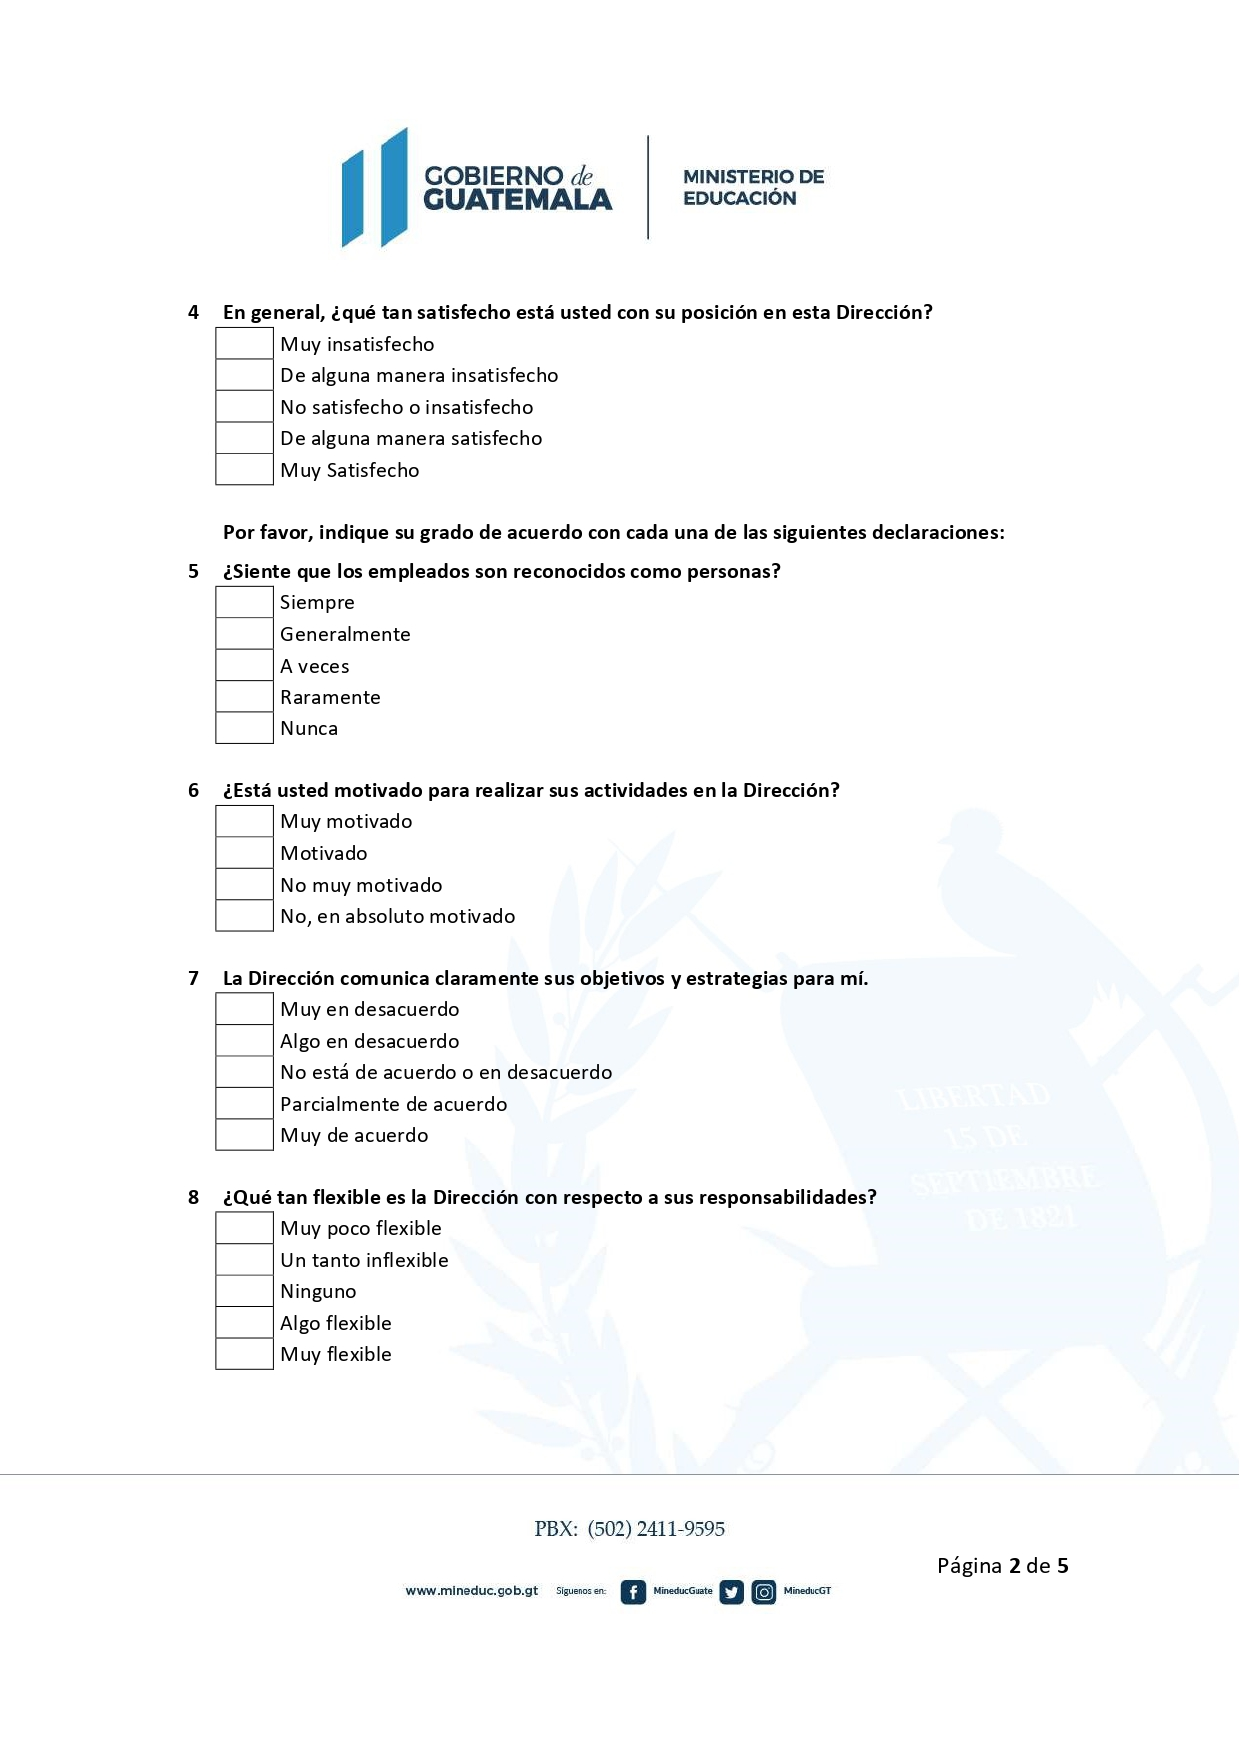 GOBIERNO de
GUATEMALA
MINISTERIO DE
EDUCACIÓN
4 En general, ¿qué tan satisfecho está usted con su posición en esta Dirección?
Muy insatisfecho
De alguna manera insatisfecho
No satisfecho o insatisfecho
De alguna manera satisfecho
Muy Satisfecho
Por favor, indique su grado de acuerdo con cada una de las siguientes declaraciones:
5 ¿Siente que los empleados son reconocidos como personas?
Siempre
Generalmente
A veces
Raramente
Nunca
6 ¿Está usted motivado para realizar sus actividades en la Dirección?
Muy motivado
Motivado
No muy motivado
No, en absoluto motivado
7 La Dirección comunica claramente sus objetivos y estrategias para mí.
Muy en desacuerdo
Algo en desacuerdo
No está de acuerdo o en desacuerdo
Parcialmente de acuerdo
Muy de acuerdo
LIBERTAD
15 DE
SEPTIEMBRE
DE 1821
8 ¿Qué tan flexible es la Dirección con respecto a sus responsabilidades?
Muy poco flexible
Un tanto inflexible
Ninguno
Algo flexible
Muy flexible
PBX: (502) 2411-9595
Página 2 de 5
www.mineduc.gob.gt Síguenos en: MineducGuate MineducGT